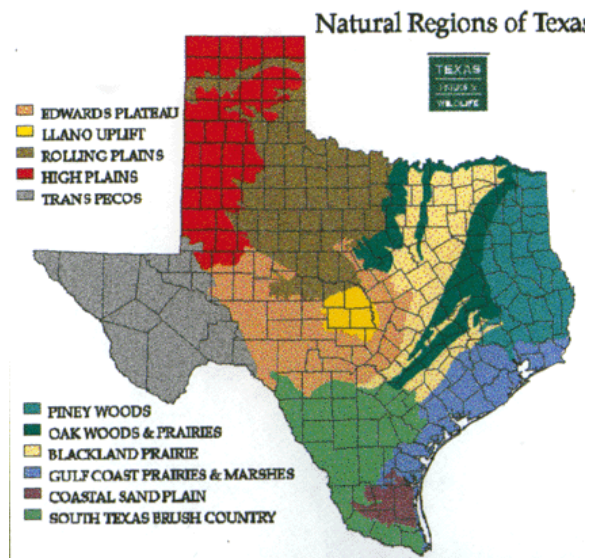 Natural Regions of Texas
TEXAS
PARKS &
WILDLIFE
EDWARDS PLATEAU
LLANO UPLIFT
ROLLING PLAINS
HIGH PLAINS
TRANS PECOS
PINEY WOODS
OAK WOODS & PRAIRIES
BLACKLAND PRAIRIE
GULF COAST PRAIRIES & MARSHES
COASTAL SAND PLAIN
SOUTH TEXAS BRUSH COUNTRY